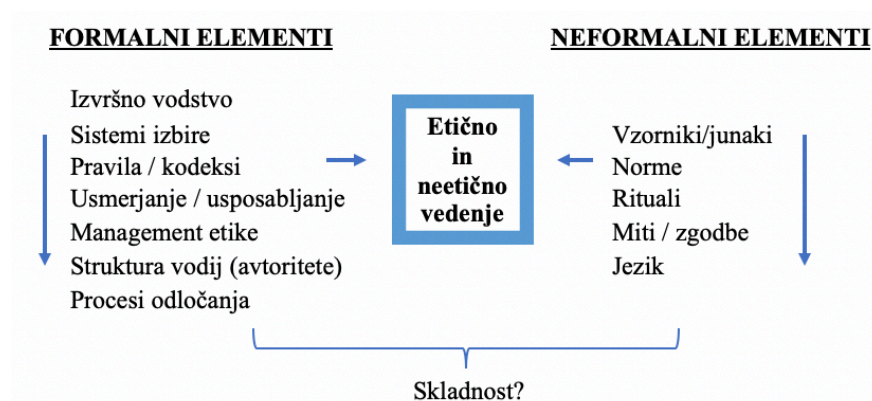 FORMALNI ELEMENTI
Izvršno vodstvo
Sistemi izbire
Pravila / kodeksi
Usmerjanje / usposabljanje
Management etike
Struktura vodij (avtoritete)
Procesi odločanja
Etično
in
neetično
vedenje
NEFORMALNI ELEMENTI
Vzorniki/junaki
Norme
Rituali
Miti / zgodbe
Jezik
Skladnost?